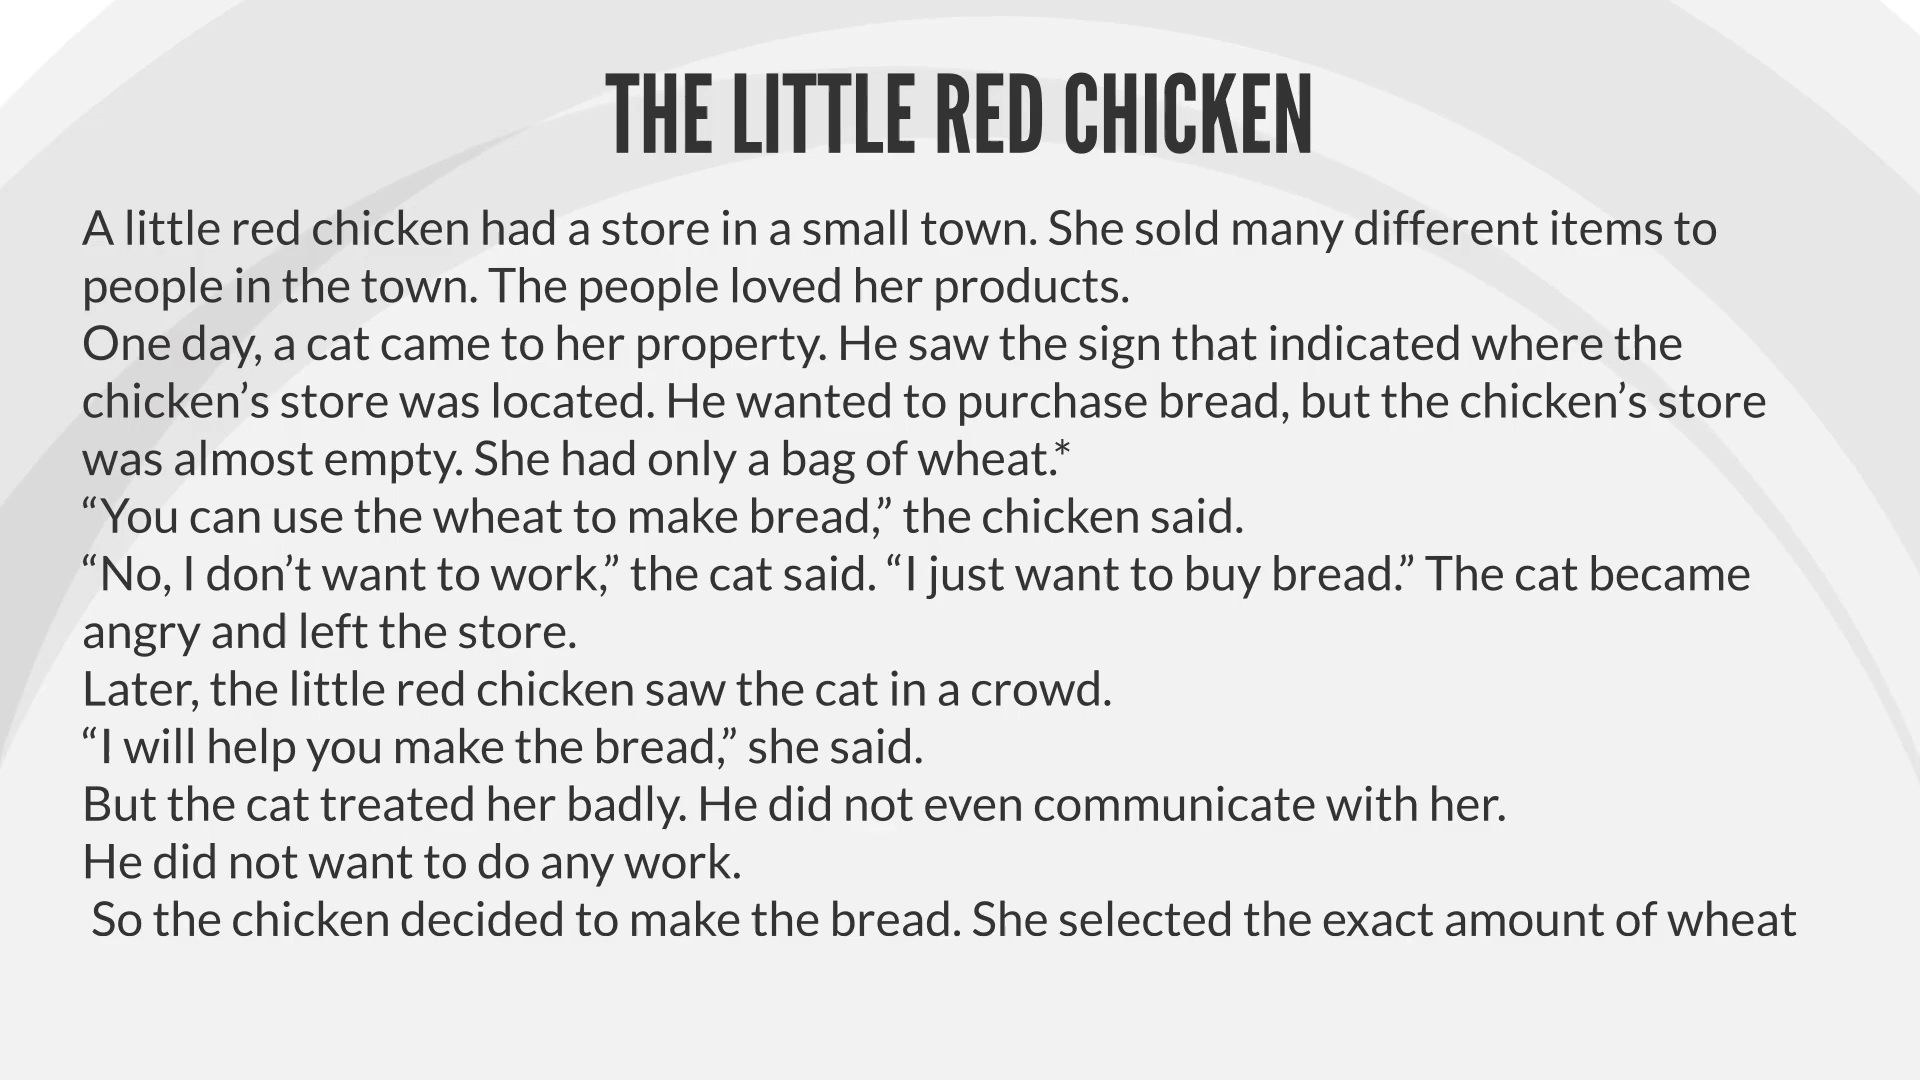 THE LITTLE RED CHICKEN
A little red chicken had a store in a small town. She sold many different items to
people in the town. The people loved her products.
One day, a cat came to her property. He saw the sign that indicated where the
chicken’s store was located. He wanted to purchase bread, but the chicken’s store
was almost empty. She had only a bag of wheat.*
“You can use the wheat to make bread,” the chicken said.
“No, I don’t want to work,” the cat said. “I just want to buy bread.” The cat became
angry and left the store.
Later, the little red chicken saw the cat in a crowd.
“I will help you make the bread,” she said.
But the cat treated her badly. He did not even communicate with her.
He did not want to do any work.
So the chicken decided to make the bread. She selected the exact amount of wheat